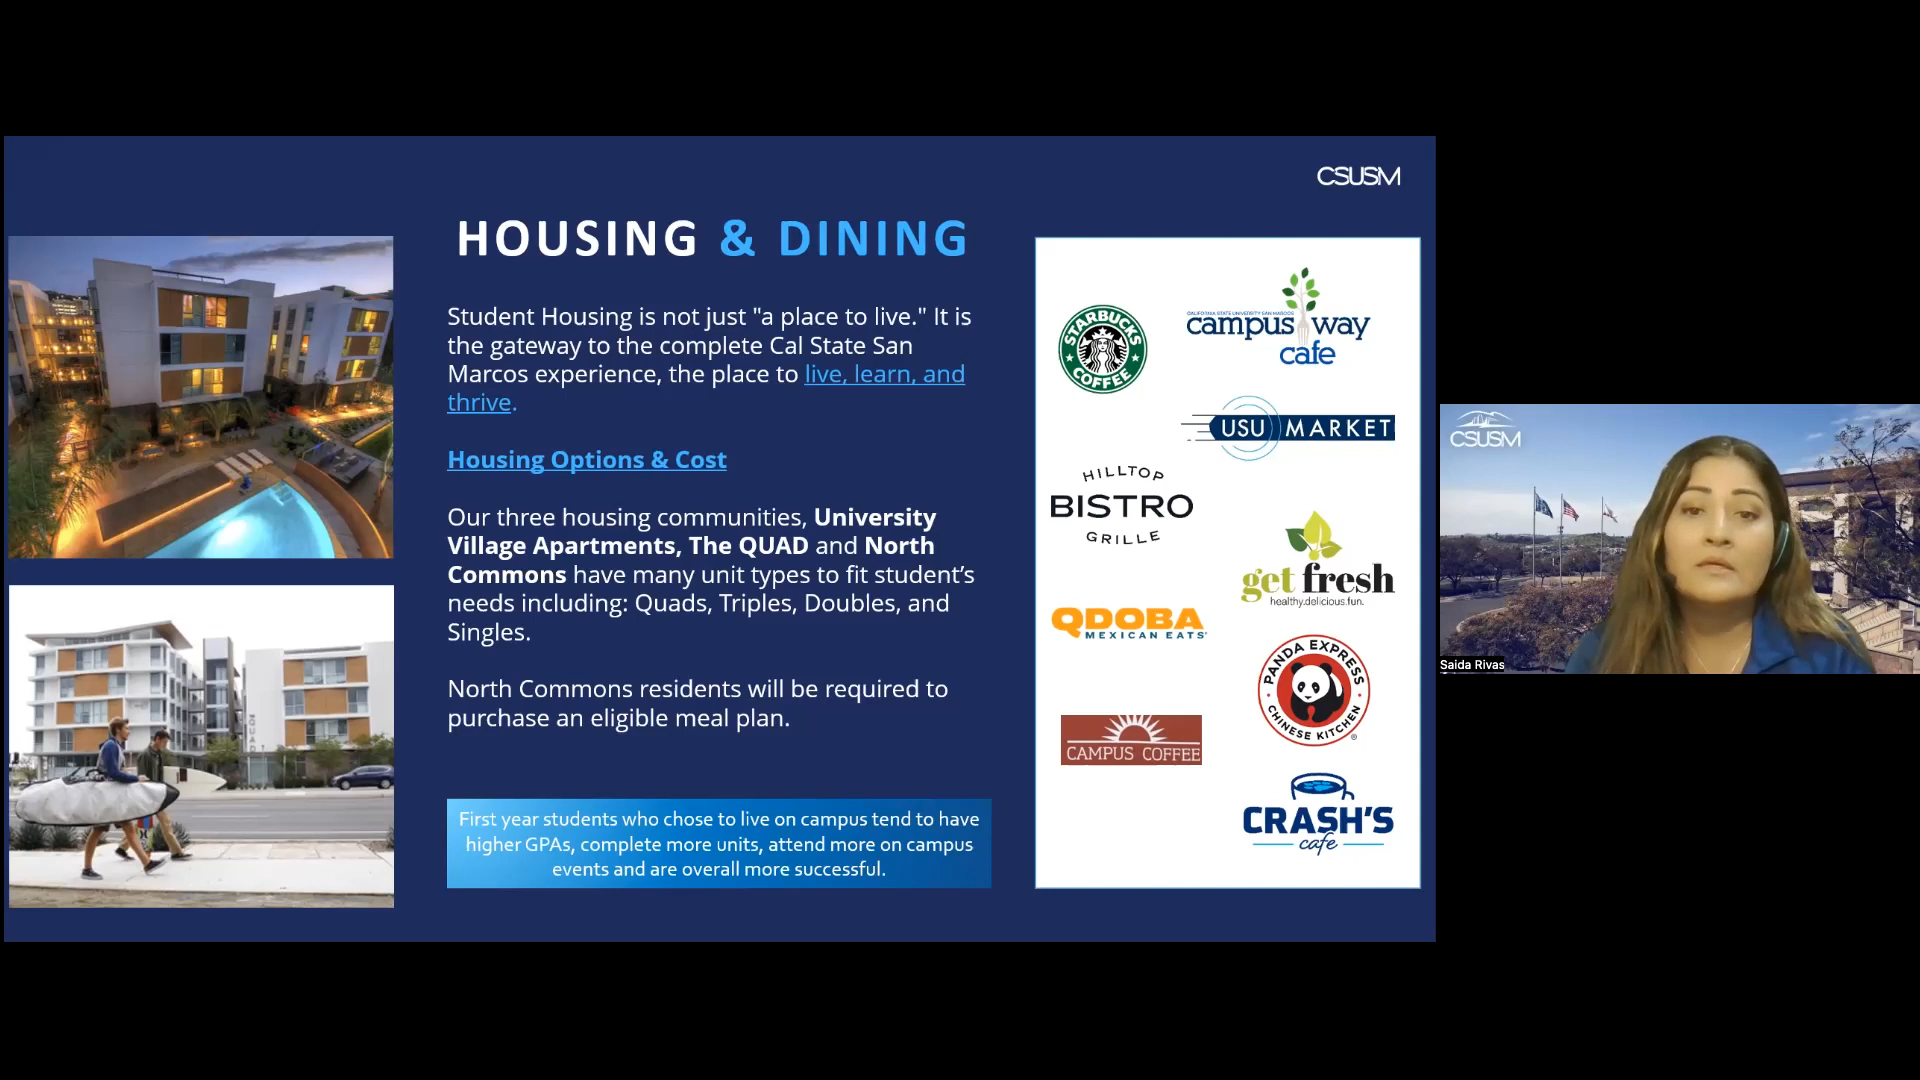 CSUSM
HOUSING & DINING
Student Housing is not just "a place to live." It is
the gateway to the complete Cal State San
Marcos experience, the place to live, learn, and
thrive.
Housing Options & Cost
Our three housing communities, University
Village Apartments, The QUAD and North
Commons have many unit types to fit student’s
needs including: Quads, Triples, Doubles, and
Singles.
North Commons residents will be required to
purchase an eligible meal plan.
First year students who chose to live on campus tend to have
higher GPAs, complete more units, attend more on campus
events and are overall more successful.
QUAD
STARBUCKS
COFFEE
CALIFORNIA STATE UNIVERSITY SAN MARCOS
campus way
cafe
USU MARKET
HILLTOP
BISTRO
GRILLE
get fresh
healthy.delicious.fun.
QDOBA
MEXICAN EATS
PANDA EXPRESS
CHINESE KITCHEN
®
CAMPUS COFFEE
CRASH'S
cafe
CSUSM
Saida Rivas